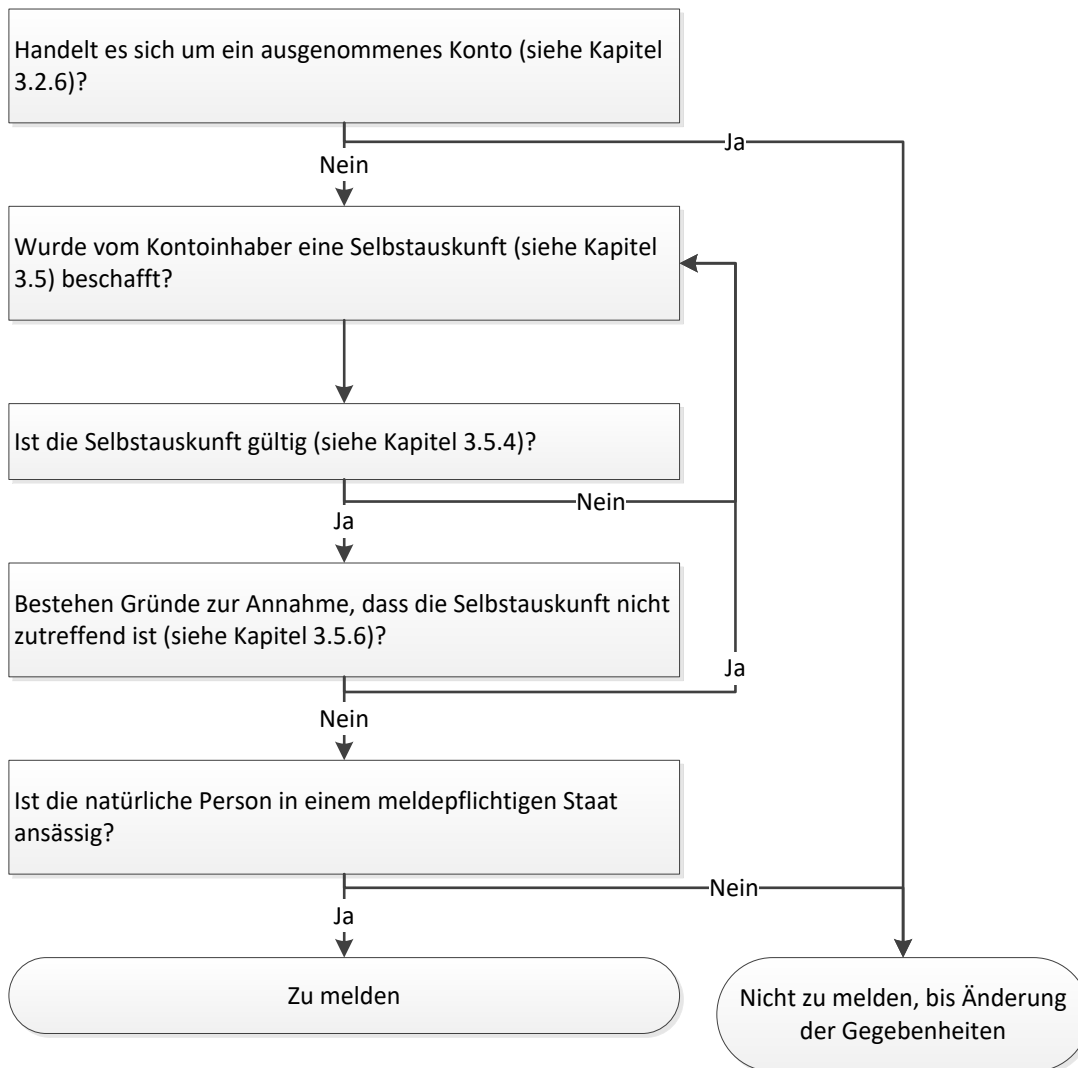 Handelt es sich um ein ausgenommenes Konto (siehe Kapitel
3.2.6)?
Ja
Nein
Wurde vom Kontoinhaber eine Selbstauskunft (siehe Kapitel
3.5) beschafft?
Ist die Selbstauskunft gültig (siehe Kapitel 3.5.4)?
Nein
Ja
Bestehen Gründe zur Annahme, dass die Selbstauskunft nicht
zutreffend ist (siehe Kapitel 3.5.6)?
Ja
Nein
Ist die natürliche Person in einem meldepflichtigen Staat
ansässig?
Nein
Ja
Zu melden
Nicht zu melden, bis Änderung
der Gegebenheiten